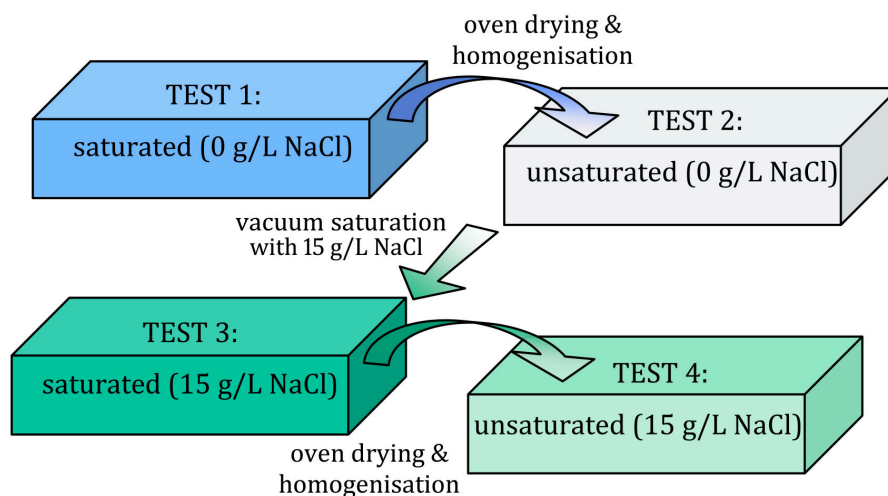 oven drying &
homogenisation
TEST 1:
saturated (0 g/L NaCl)
TEST 2:
unsaturated (0 g/L NaCl)
vacuum saturation
with 15 g/L NaCl
TEST 3:
saturated (15 g/L NaCl)
TEST 4:
unsaturated (15 g/L NaCl)
oven drying &
homogenisation